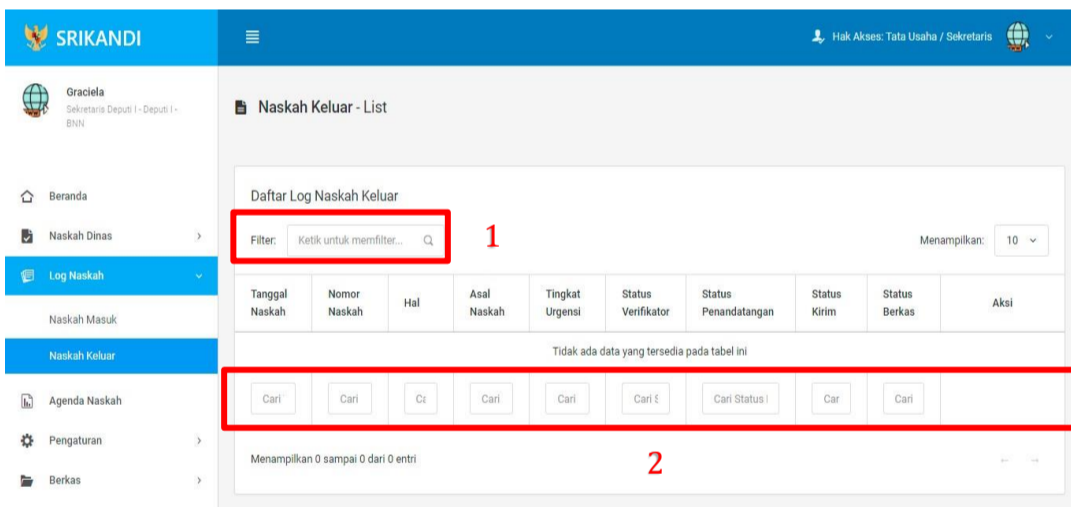 SRIKANDI
Hak Akses: Tata Usaha / Sekretaris
Graciela
Sekretaris Deputi I - Deputi I -
BNN
Naskah Keluar - List
Beranda
Naskah Dinas
Log Naskah
Naskah Masuk
Naskah Keluar
Agenda Naskah
Pengaturan
Berkas
Daftar Log Naskah Keluar
Filter: Ketik untuk memfilter...
1
Menampilkan: 10
Tanggal Naskah
Nomor Naskah
Hal
Asal Naskah
Tingkat Urgensi
Status Verifikator
Status Penandatangan
Status Kirim
Status Berkas
Aksi
Tidak ada data yang tersedia pada tabel ini
Cari Cari Ca Cari Cari Cari S Cari Status Car Cari
Menampilkan 0 sampai 0 dari 0 entri
2